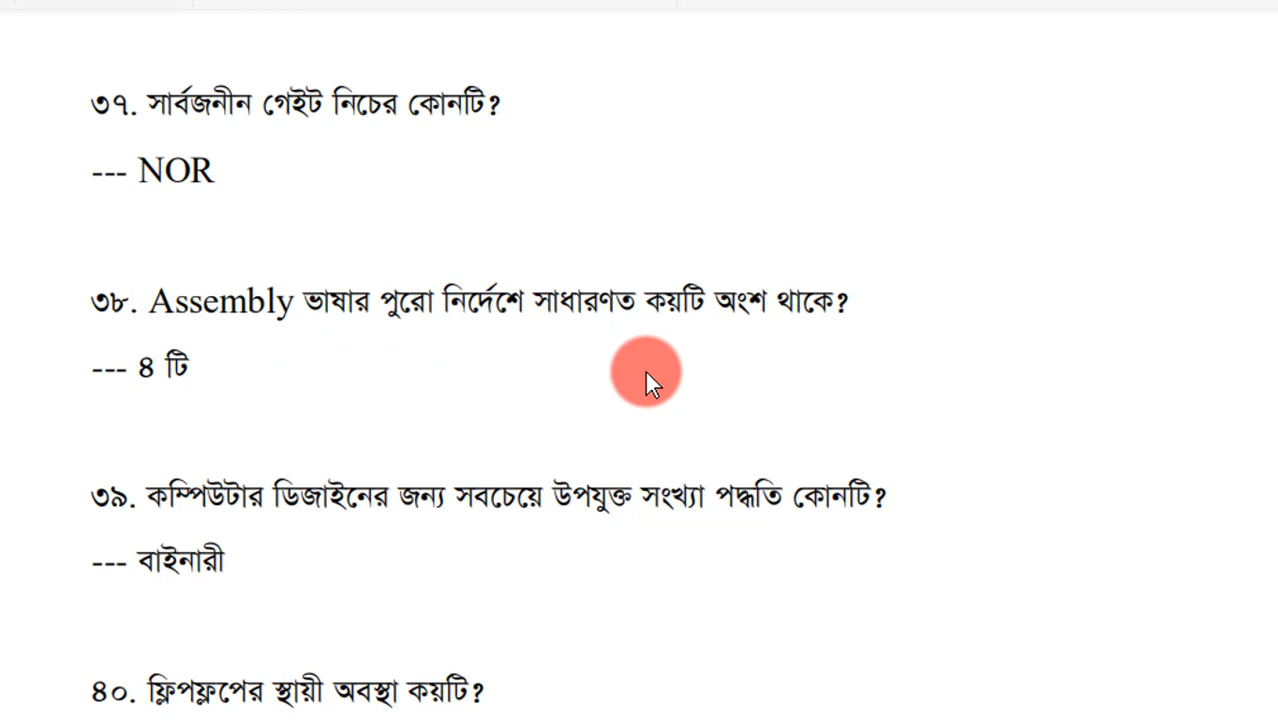 ৩৭. সার্বজনীন গেইট নিচের কোনটি?
--- NOR
৩৮. Assembly ভাষার পুরো নির্দেশে সাধারণত কয়টি অংশ থাকে?
--- ৪ টি
৩৯. কম্পিউটার ডিজাইনের জন্য সবচেয়ে উপযুক্ত সংখ্যা পদ্ধতি কোনটি?
--- বাইনারী
৪০. ফ্লিপফ্লপের স্থায়ী অবস্থা কয়টি?